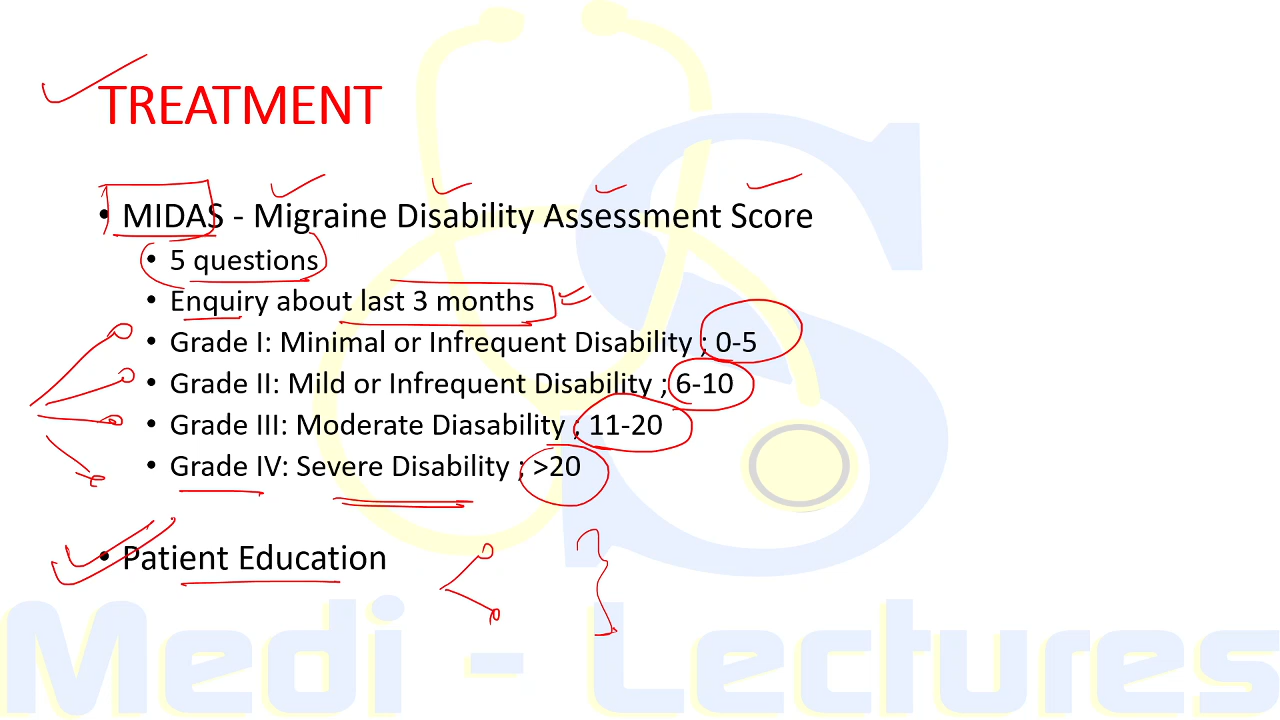 TREATMENT
• MIDAS - Migraine Disability Assessment Score
• 5 questions
• Enquiry about last 3 months
• Grade I: Minimal or Infrequent Disability ; 0-5
• Grade II: Mild or Infrequent Disability ; 6-10
• Grade III: Moderate Diasability ; 11-20
• Grade IV: Severe Disability ; >20
• Patient Education
Medi - Lectures